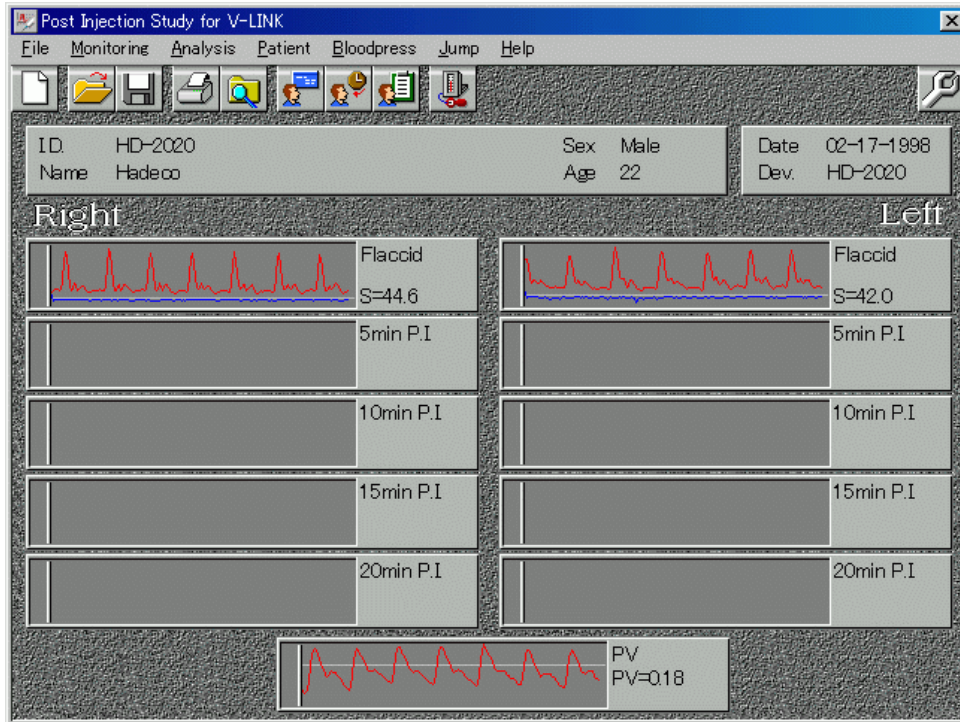 Post Injection Study for V-LINK
File Monitoring Analysis Patient Bloodpress Jump Help
ID. HD-2020 Sex Male
Name Hadeco Age 22
Date 02-17-1998
Dev. HD-2020
Right Left
Flaccid
S=44.6
Flaccid
S=42.0
5min P.I
5min P.I
10min P.I
10min P.I
15min P.I
15min P.I
20min P.I
20min P.I
PV
PV=0.18